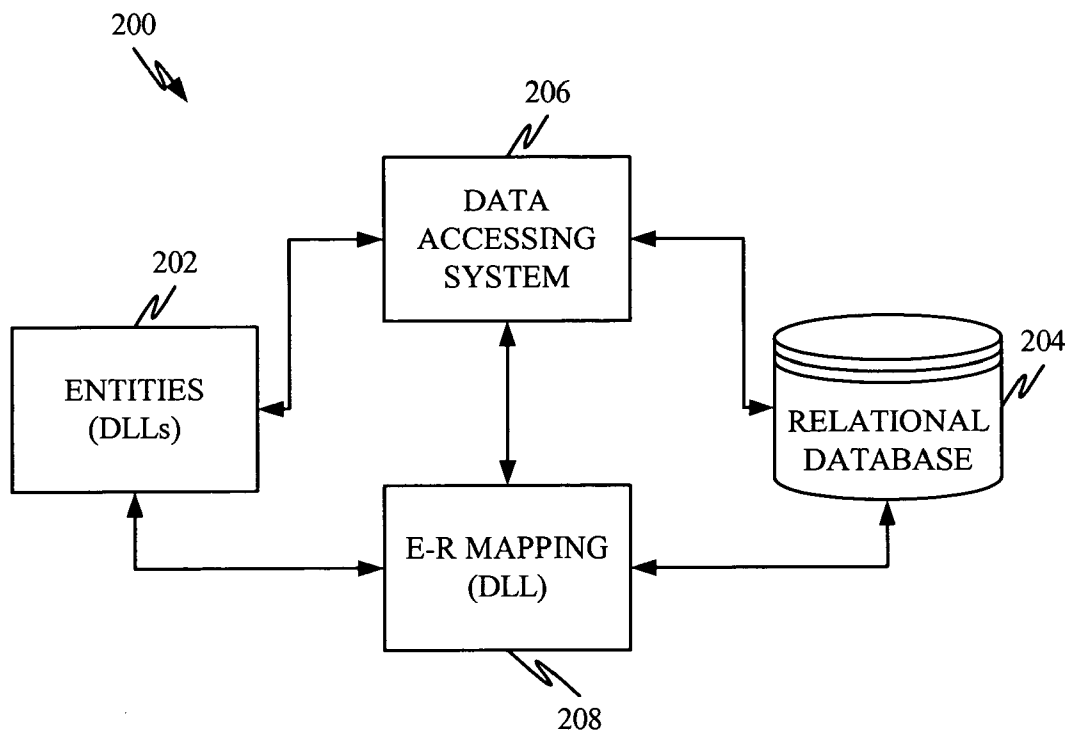 200
206
DATA
ACCESSING
SYSTEM
202
204
ENTITIES
(DLLs)
RELATIONAL
DATABASE
E-R MAPPING
(DLL)
208